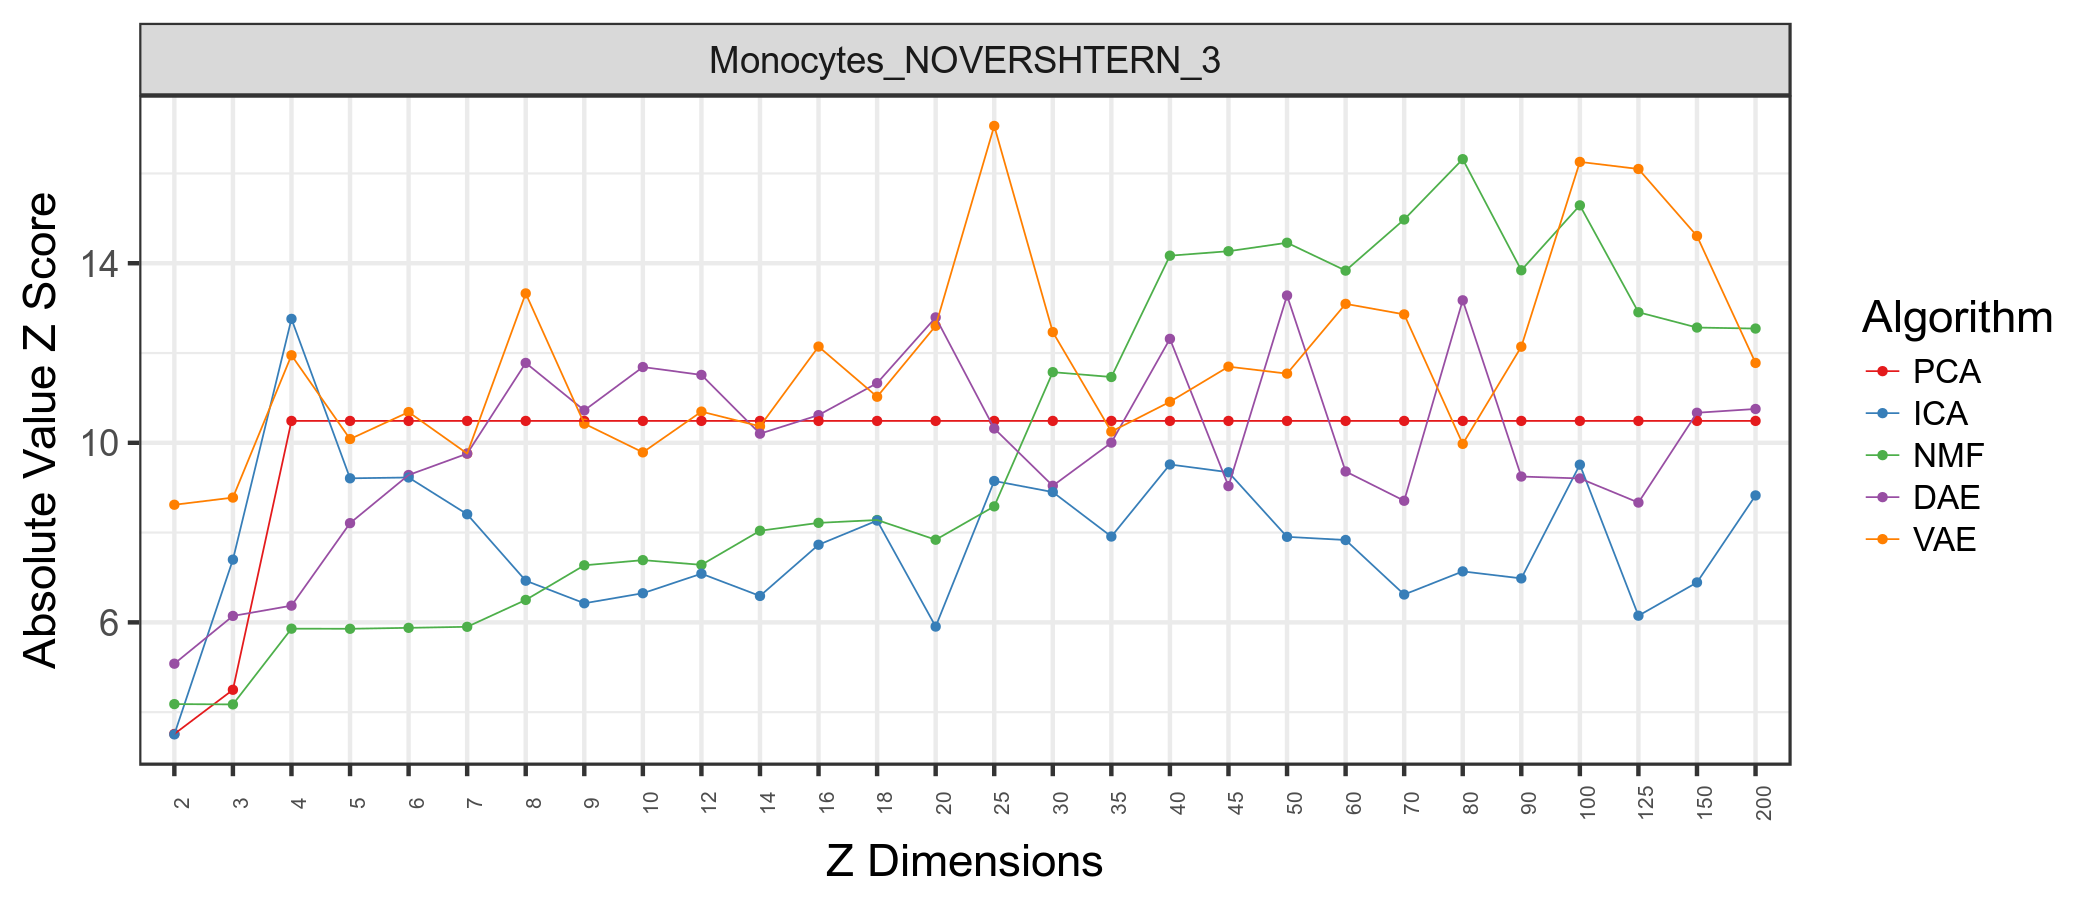 Monocytes_NOVERSHTERN_3
Absolute Value Z Score
14
10
6
2 3 4 5 6 7 8 9 10 12 14 16 18 20 25 30 35 40 45 50 60 70 80 90 100 125 150 200
Z Dimensions
Algorithm
PCA
ICA
NMF
DAE
VAE